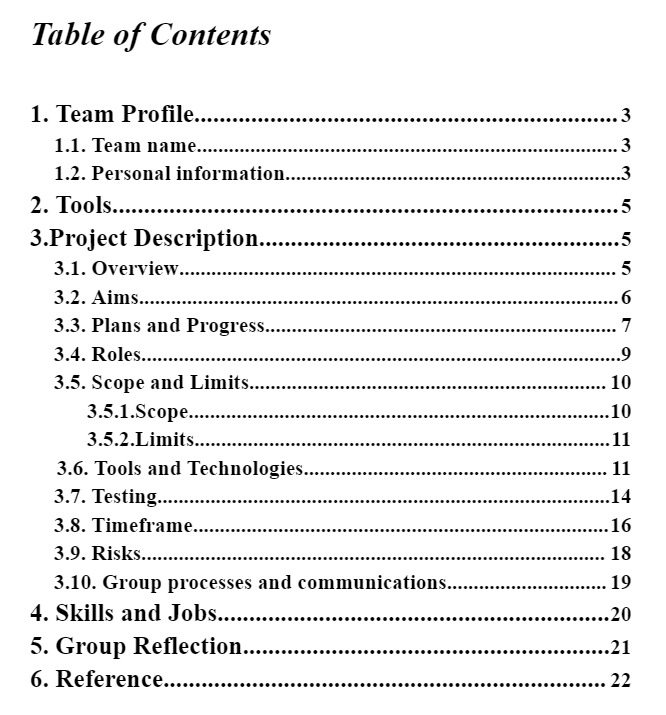 Table of Contents
1. Team Profile.................................................................... 3
1.1. Team name.......................................................................... 3
1.2. Personal information...........................................................3
2. Tools................................................................................. 5
3.Project Description.........................................................5
3.1. Overview............................................................................. 5
3.2. Aims..................................................................................... 6
3.3. Plans and Progress............................................................... 7
3.4. Roles.....................................................................................9
3.5. Scope and Limits................................................................ 10
3.5.1.Scope...........................................................................10
3.5.2.Limits.......................................................................... 11
3.6. Tools and Technologies...................................................... 11
3.7. Testing.................................................................................14
3.8. Timeframe.......................................................................... 16
3.9. Risks................................................................................... 18
3.10. Group processes and communications............................ 19
4. Skills and Jobs...............................................................20
5. Group Reflection...........................................................21
6. Reference....................................................................... 22